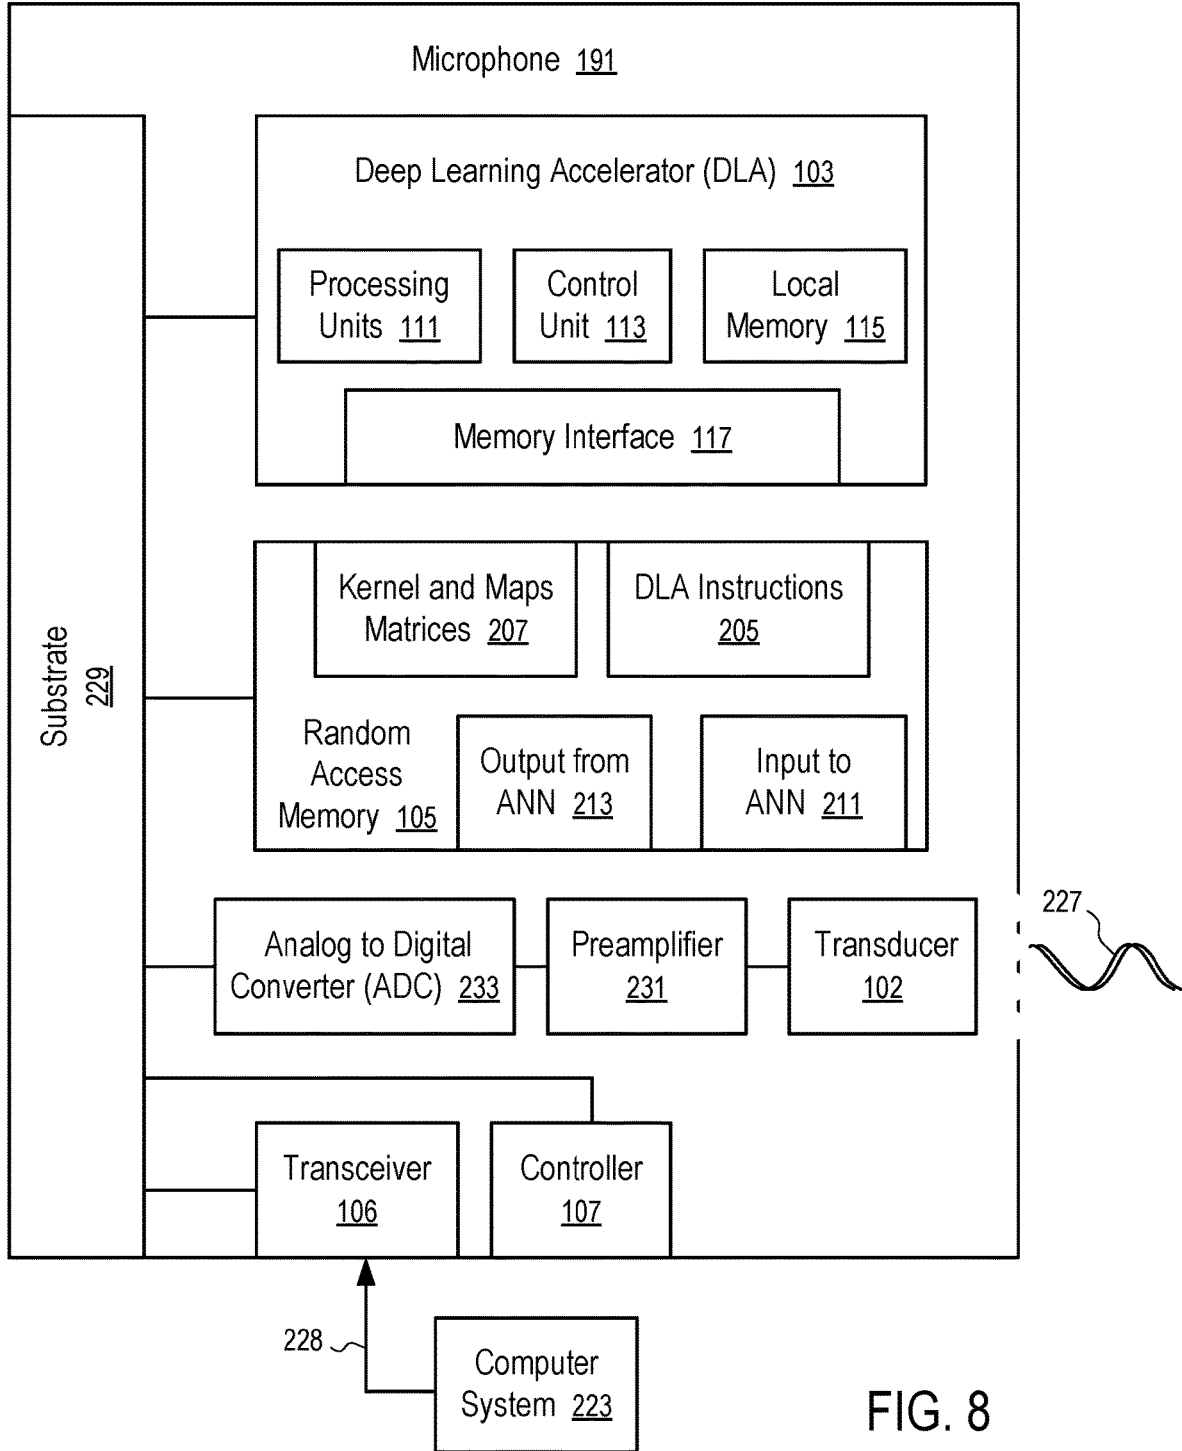 Microphone 191
Deep Learning Accelerator (DLA) 103
Processing
Units 111
Control
Unit 113
Local
Memory 115
Memory Interface 117
Substrate
229
Kernel and Maps
Matrices 207
DLA Instructions
205
Random
Access
Memory 105
Output from
ANN 213
Input to
ANN 211
Analog to Digital
Converter (ADC) 233
Preamplifier
231
Transducer
102
227
Transceiver
106
Controller
107
228
Computer
System 223
FIG. 8